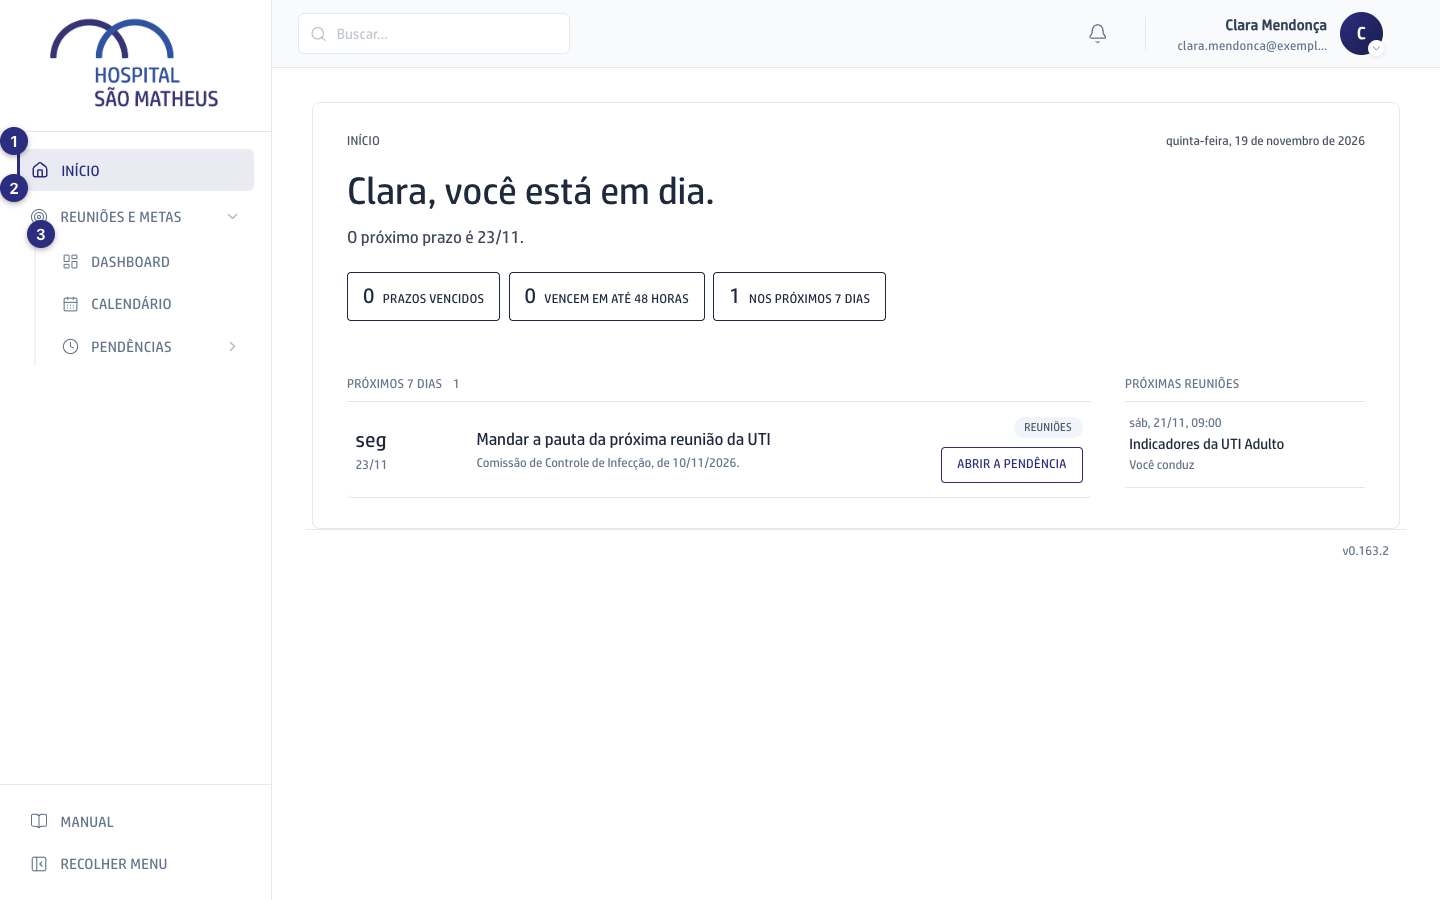 HOSPITAL
SÃO MATHEUS
1
INÍCIO
2
REUNIÕES E METAS
3
DASHBOARD
CALENDÁRIO
PENDÊNCIAS
MANUAL
RECOLHER MENU
Buscar...
Clara Mendonça
clara.mendonca@exempl...
C
INÍCIO
quinta-feira, 19 de novembro de 2026
Clara, você está em dia.
O próximo prazo é 23/11.
0 PRAZOS VENCIDOS
0 VENCEM EM ATÉ 48 HORAS
1 NOS PRÓXIMOS 7 DIAS
PRÓXIMOS 7 DIAS 1
seg
23/11
Mandar a pauta da próxima reunião da UTI
Comissão de Controle de Infecção, de 10/11/2026.
REUNIÕES
ABRIR A PENDÊNCIA
PRÓXIMAS REUNIÕES
sáb, 21/11, 09:00
Indicadores da UTI Adulto
Você conduz
v0.163.2